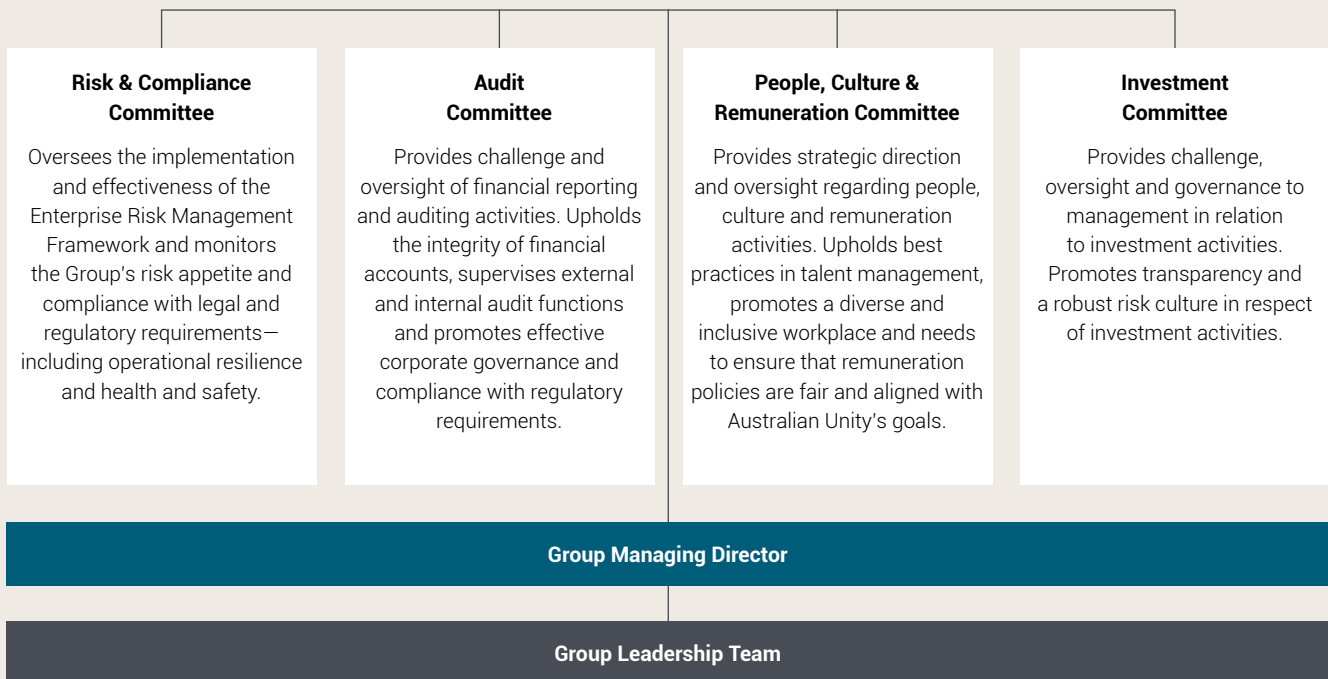 Risk & Compliance
Committee
Oversees the implementation
and effectiveness of the
Enterprise Risk Management
Framework and monitors
the Group's risk appetite and
compliance with legal and
regulatory requirements—
including operational resilience
and health and safety.
Audit
Committee
Provides challenge and
oversight of financial reporting
and auditing activities. Upholds
the integrity of financial
accounts, supervises external
and internal audit functions
and promotes effective
corporate governance and
compliance with regulatory
requirements.
People, Culture &
Remuneration Committee
Provides strategic direction
and oversight regarding people,
culture and remuneration
activities. Upholds best
practices in talent management,
promotes a diverse and
inclusive workplace and needs
to ensure that remuneration
policies are fair and aligned with
Australian Unity's goals.
Investment
Committee
Provides challenge,
oversight and governance to
management in relation
to investment activities.
Promotes transparency and
a robust risk culture in respect
of investment activities.
Group Managing Director
Group Leadership Team